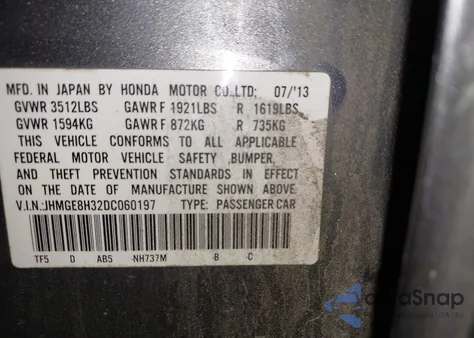 MFD. IN JAPAN BY HONDA MOTOR CO.,LTD; 07/'13
GVWR 3512LBS GAWR F 1921LBS R 1619LBS
GVWR 1594KG GAWR F 872KG R 735KG
THIS VEHICLE CONFORMS TO ALL APPLICABLE
FEDERAL MOTOR VEHICLE SAFETY ,BUMPER,
AND THEFT PREVENTION STANDARDS IN EFFECT
ON THE DATE OF MANUFACTURE SHOWN ABOVE.
V.I.N.:JHMGE8H32DC060197 TYPE: PASSENGER CAR
TF5 D AB5 -NH737M -B -C